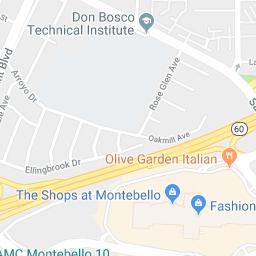 Don Bosco
Technical Institute
Blvd
Arroyo Dr
Rose Glen Ave
Oakmill Ave
60
Ellingbrook Dr
Olive Garden Italian
The Shops at Montebello
Fashion
AMC Montebello 10